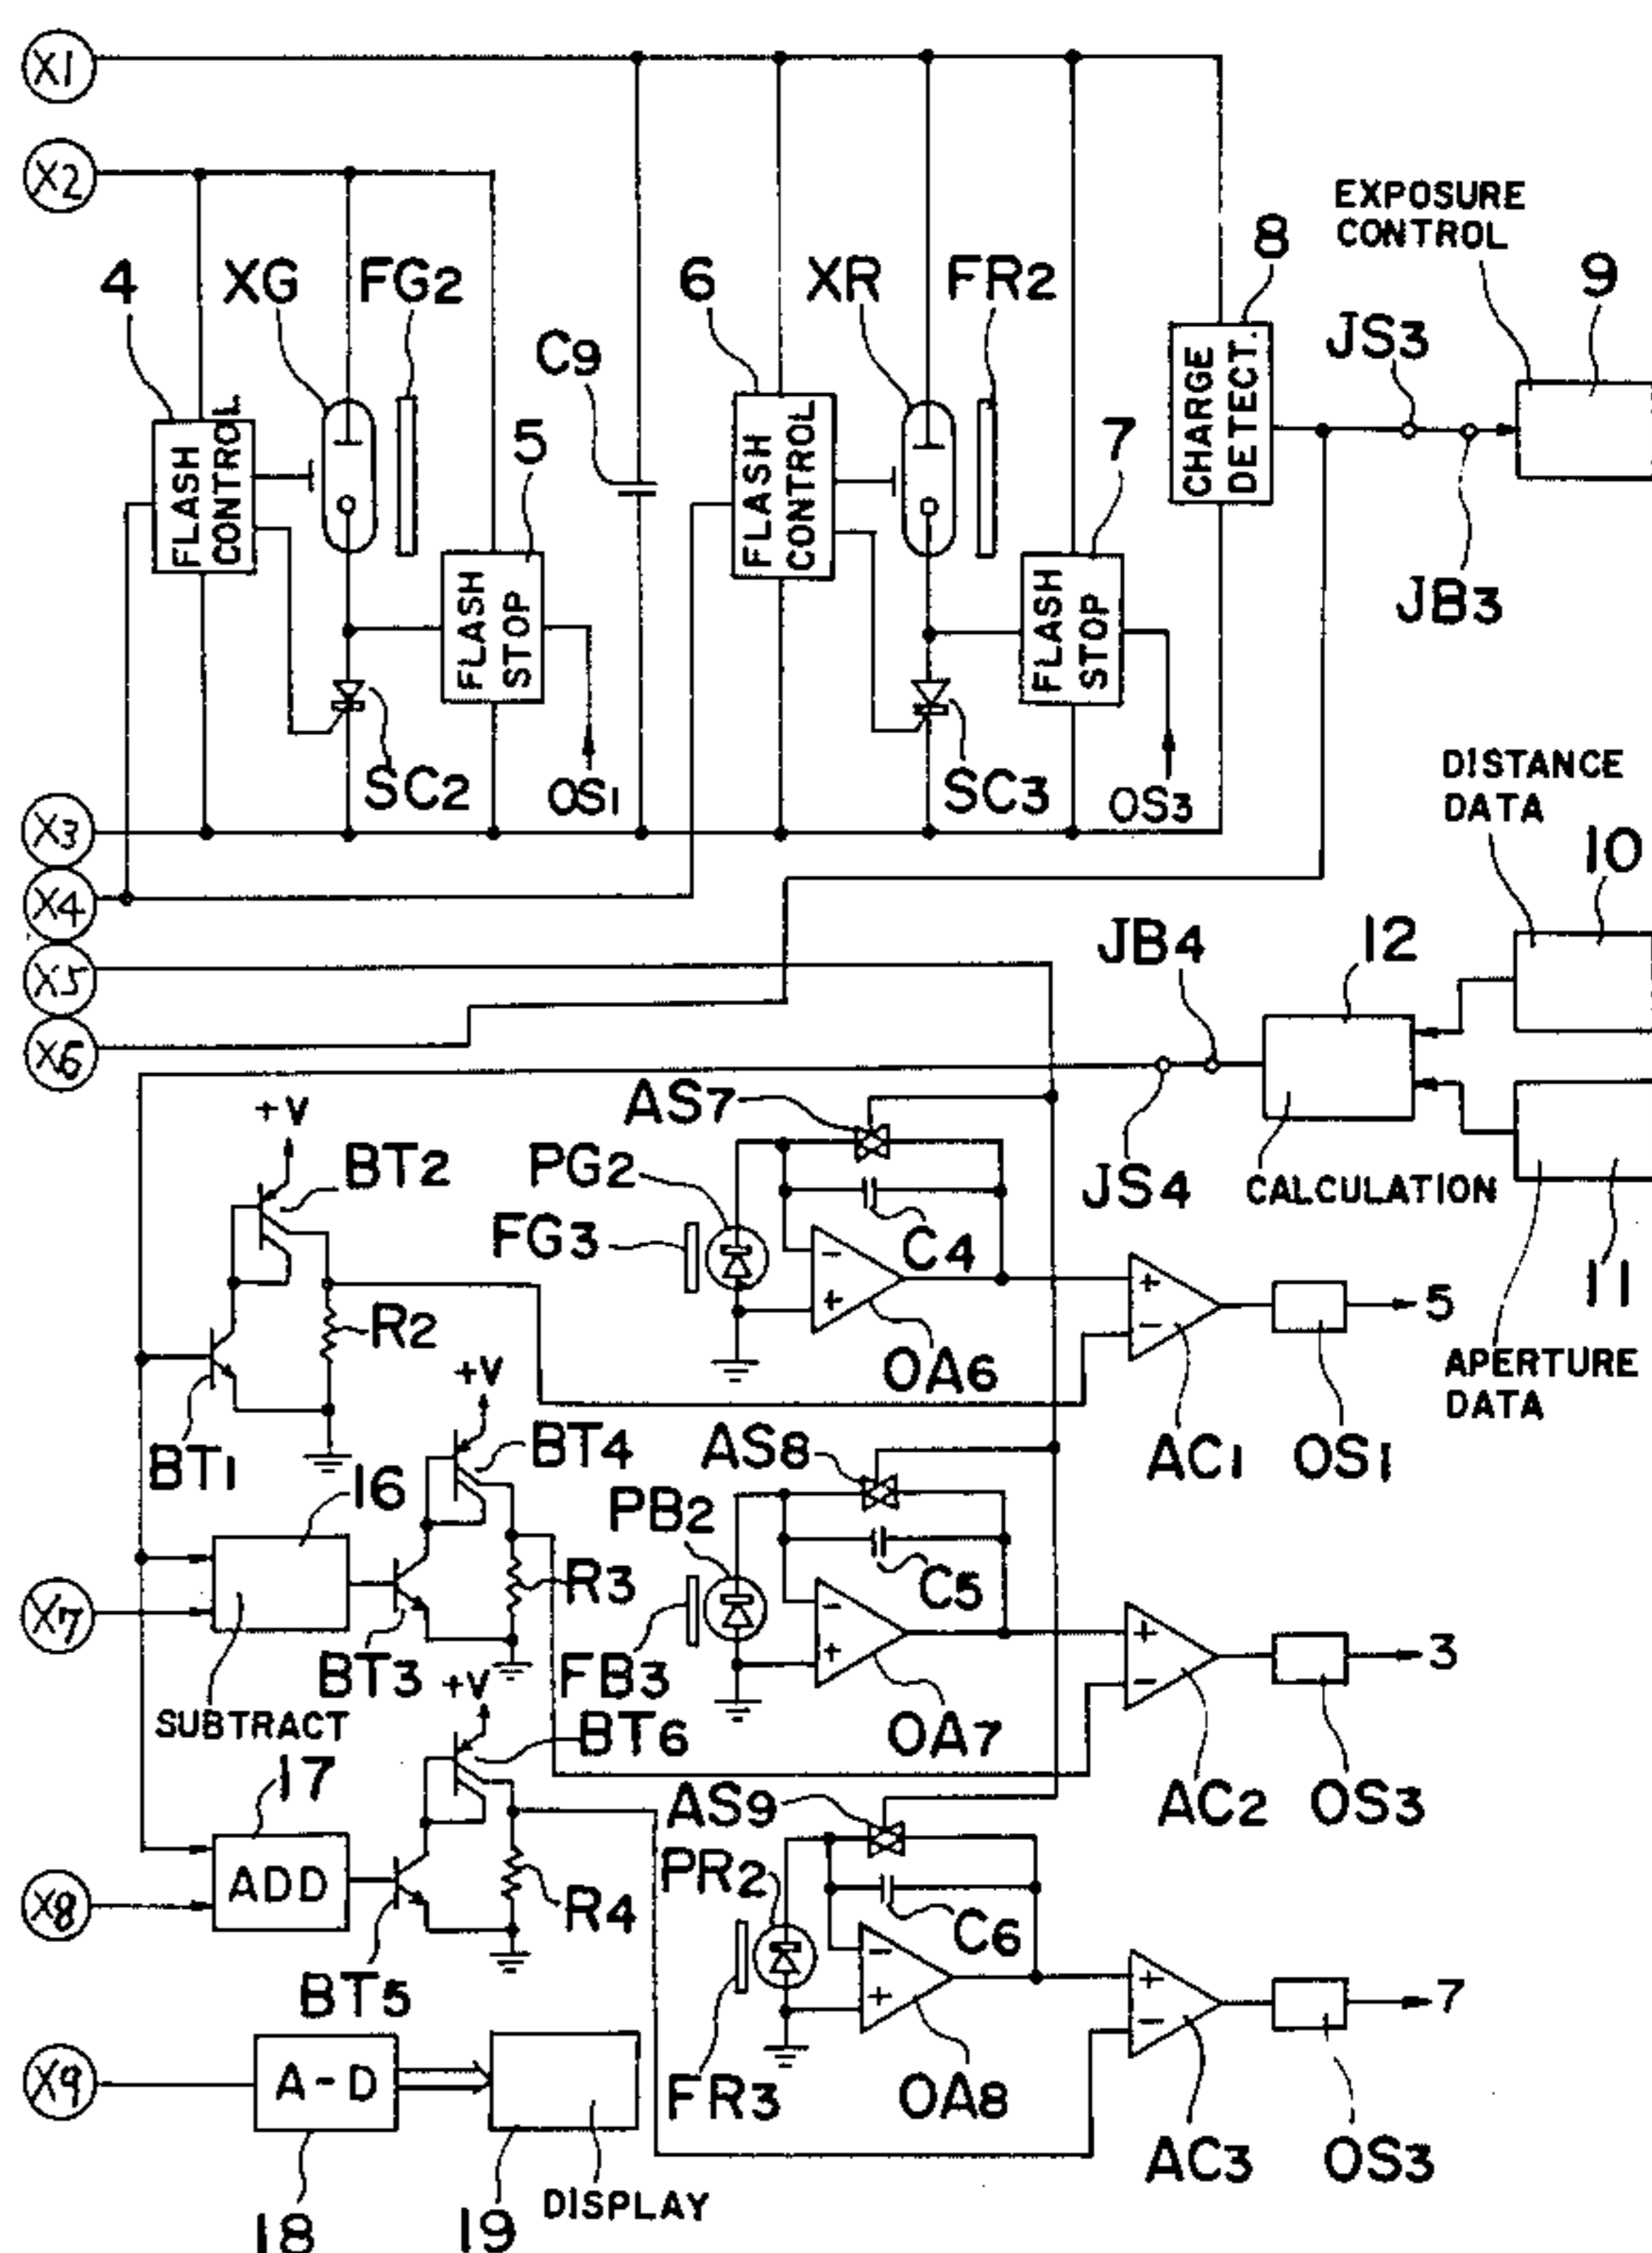 X1
X2
EXPOSURE
CONTROL
8
9
4
XG
FG2
6
XR
FR2
JS3
C9
5
7
FLASH
CONTROL
FLASH
CONTROL
CHARGE
DETECT.
FLASH
STOP
FLASH
STOP
JB3
SC2
OS1
SC3
OS3
DISTANCE
DATA
10
X3
X4
X5
X6
JB4
12
+V
AS7
BT2
PG2
JS4
CALCULATION
FG3
C4
-
+
+
-
11
5
R2
OA6
+V
APERTURE
DATA
BT1
BT4
AS8
AC1
OS1
16
PB2
R3
C5
-
+
+
-
X7
3
BT3
+V
FB3
SUBTRACT
BT6
OA7
17
AS9
AC2
OS3
PR2
ADD
X8
R4
C6
-
+
+
-
BT5
7
X9
A-D
FR3
OA8
AC3
OS3
18
19
DISPLAY